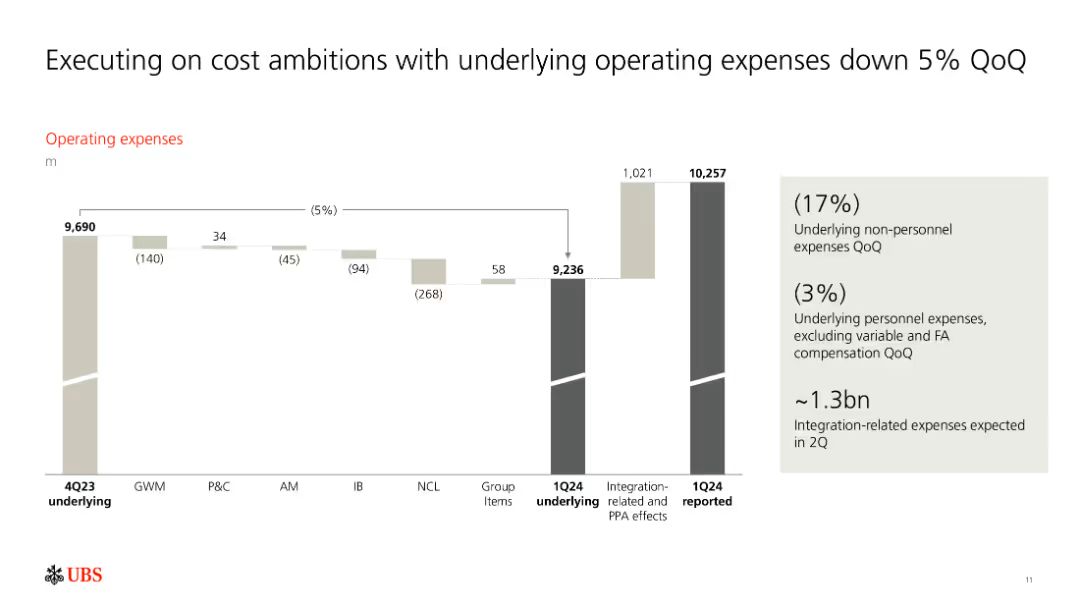 Executing on cost ambitions with underlying operating expenses down 5% QoQ
Operating expenses
m
9,690
(140)
34
(45)
(94)
(268)
58
(5%)
9,236
1,021
10,257
4Q23
underlying
GWM
P&C
AM
IB
NCL
Group
Items
1Q24
underlying
Integration-
related and
PPA effects
1Q24
reported
(17%)
Underlying non-personnel
expenses QoQ
(3%)
Underlying personnel expenses,
excluding variable and FA
compensation QoQ
~1.3bn
Integration-related expenses expected
in 2Q
UBS
11